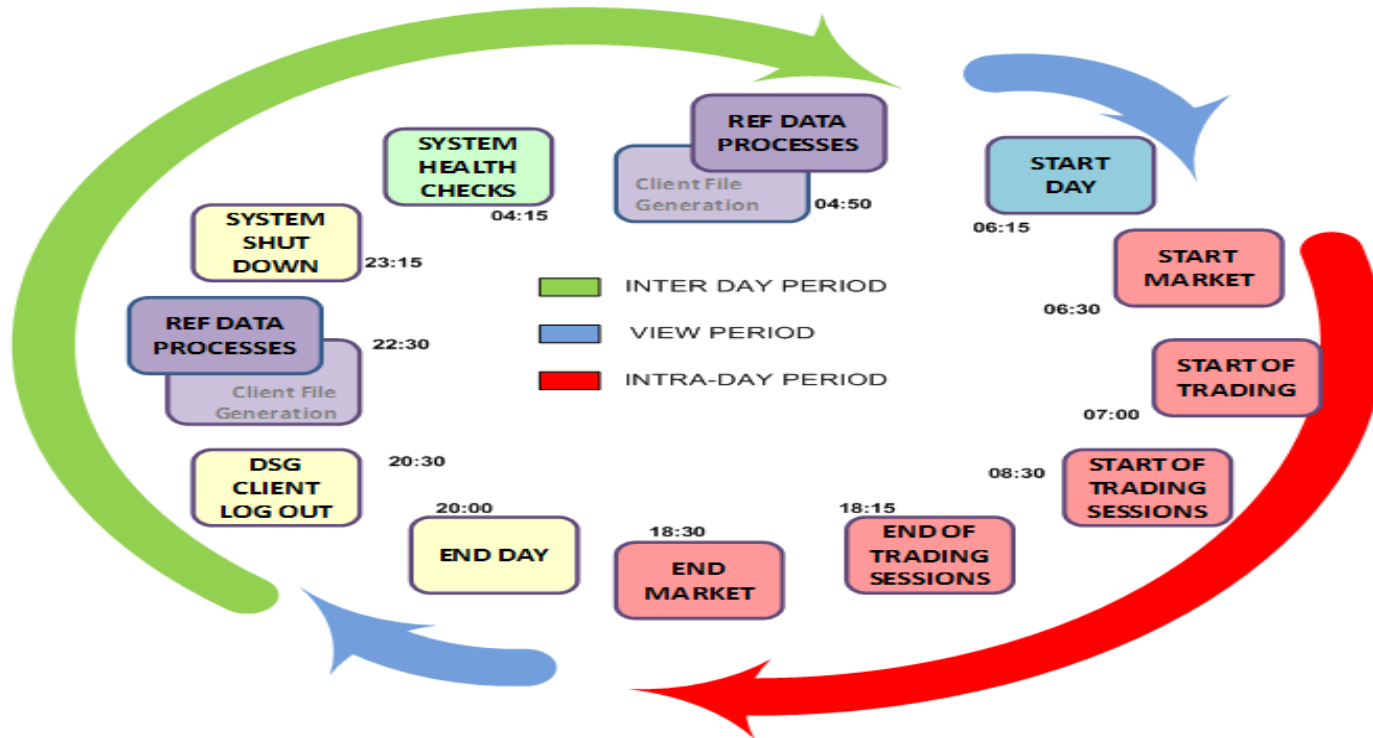 REF DATA
PROCESSES
Client File
Generation
04:50
START
DAY
06:15
START
MARKET
06:30
START OF
TRADING
07:00
START OF
TRADING
SESSIONS
08:30
18:15
END OF
TRADING
SESSIONS
18:30
END
MARKET
20:00
END DAY
20:30
DSG
CLIENT
LOG OUT
REF DATA
PROCESSES
22:30
Client File
Generation
SYSTEM
SHUT
DOWN
23:15
SYSTEM
HEALTH
CHECKS
04:15
INTER DAY PERIOD
VIEW PERIOD
INTRA-DAY PERIOD